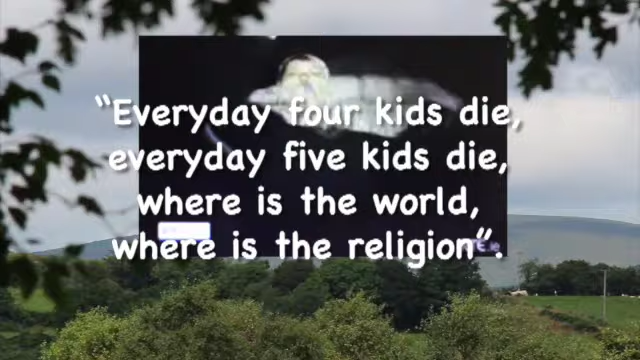 “Everyday four kids die,
everyday five kids die,
where is the world,
where is the religion”.